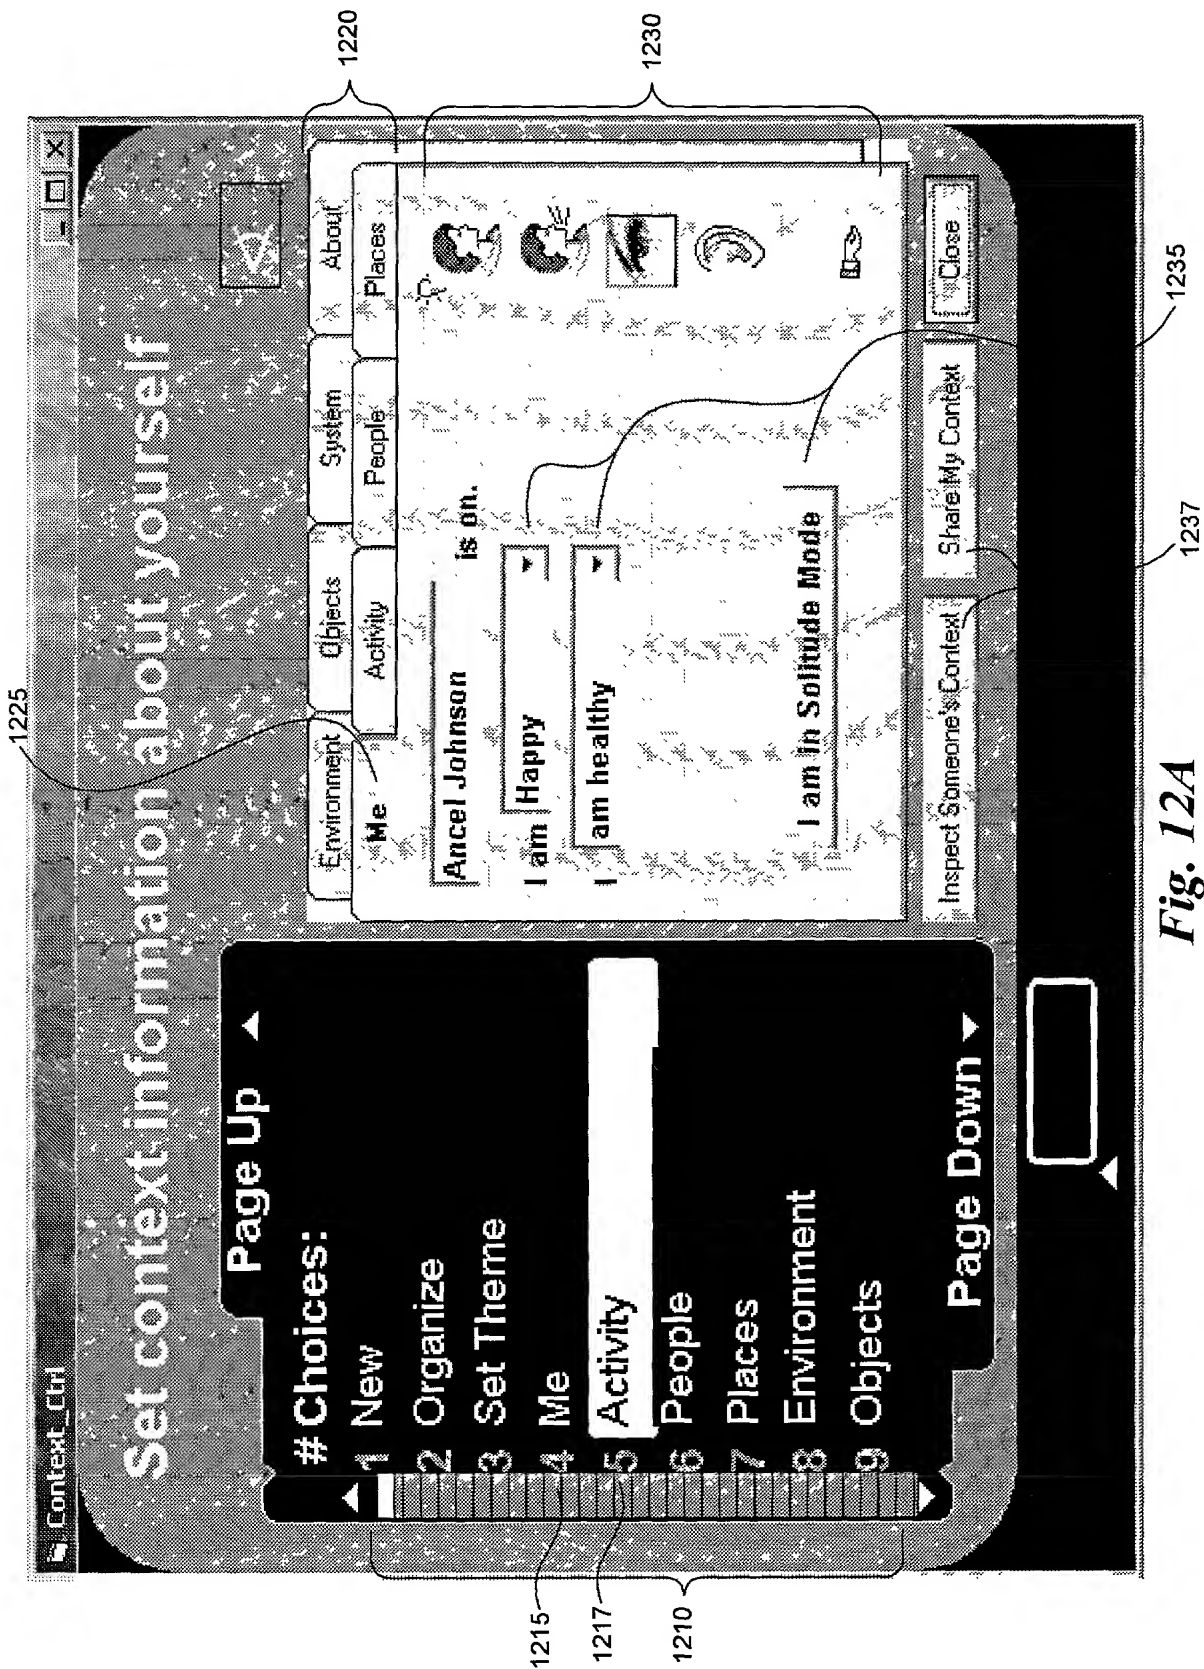 Context_Ctrl
Set context information about yourself
Page Up
# Choices:
1 New
2 Organize
3 Set Theme
4 Me
5 Activity
6 People
7 Places
8 Environment
9 Objects
Page Down
Environment Objects System About
Me Activity People Places
Ancel Johnson is on.
I am Happy
I am healthy
I am in Solitude Mode
Inspect Someone's Context Share My Context Close
1210
1215
1217
1220
1225
1230
1235
1237
Fig. 12A